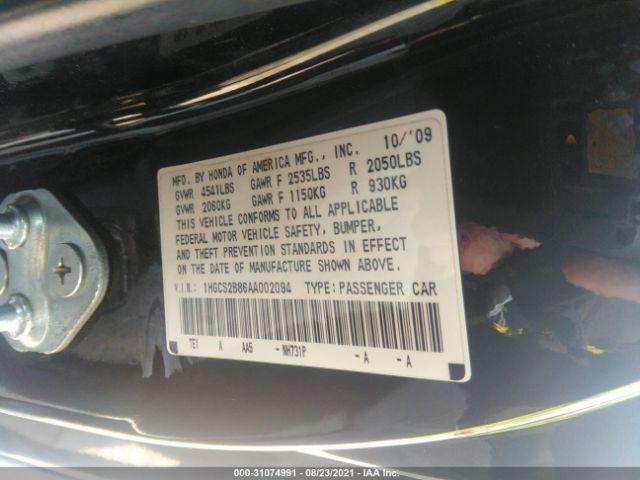 MFD. BY HONDA OF AMERICA MFG., INC. 10/'09
GVWR 4541LBS GAWR F 2535LBS R 2050LBS
GVWR 2060KG GAWR F 1150KG R 930KG
THIS VEHICLE CONFORMS TO ALL APPLICABLE
FEDERAL MOTOR VEHICLE SAFETY, BUMPER,
AND THEFT PREVENTION STANDARDS IN EFFECT
ON THE DATE OF MANUFACTURE SHOWN ABOVE.
V.I.N.: 1HGCS2B86AA002094 TYPE: PASSENGER CAR
TEX A AA5 - NH731P - A - A
000-31074991 - 08/23/2021 - IAA Inc.